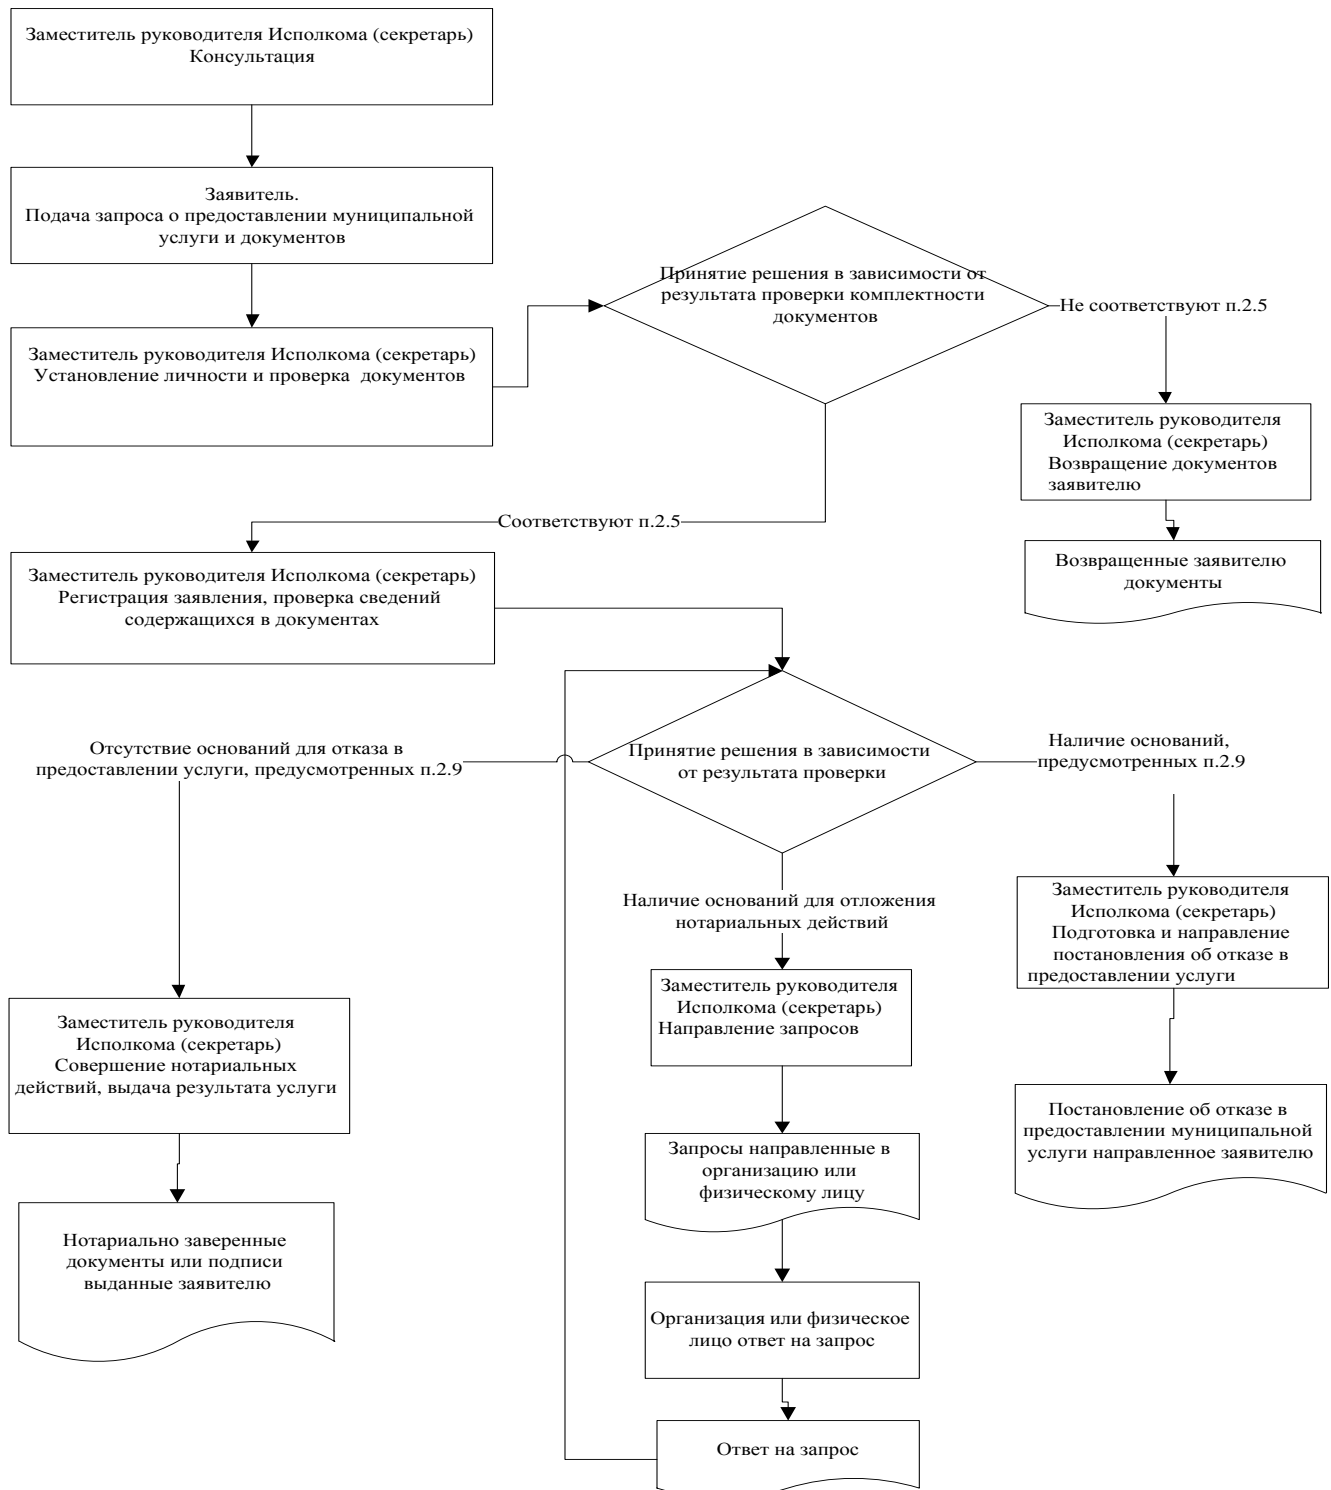 Заместитель руководителя Исполкома (секретарь)
Консультация
Заявитель.
Подача запроса о предоставлении муниципальной
услуги и документов
Заместитель руководителя Исполкома (секретарь)
Установление личности и проверка документов
Принятие решения в зависимости от
результата проверки комплектности
документов
Не соответствуют п.2.5
Заместитель руководителя
Исполкома (секретарь)
Возвращение документов
заявителю
Возвращенные заявителю
документы
Соответствуют п.2.5
Заместитель руководителя Исполкома (секретарь)
Регистрация заявления, проверка сведений
содержащихся в документах
Принятие решения в зависимости
от результата проверки
Отсутствие оснований для отказа в
предоставлении услуги, предусмотренных п.2.9
Наличие оснований,
предусмотренных п.2.9
Наличие оснований для отложения
нотариальных действий
Заместитель руководителя
Исполкома (секретарь)
Совершение нотариальных
действий, выдача результата услуги
Нотариально заверенные
документы или подписи
выданные заявителю
Заместитель руководителя
Исполкома (секретарь)
Направление запросов
Запросы направленные в
организацию или
физическому лицу
Организация или физическое
лицо ответ на запрос
Ответ на запрос
Заместитель руководителя
Исполкома (секретарь)
Подготовка и направление
постановления об отказе в
предоставлении услуги
Постановление об отказе в
предоставлении муниципальной
услуги направленное заявителю